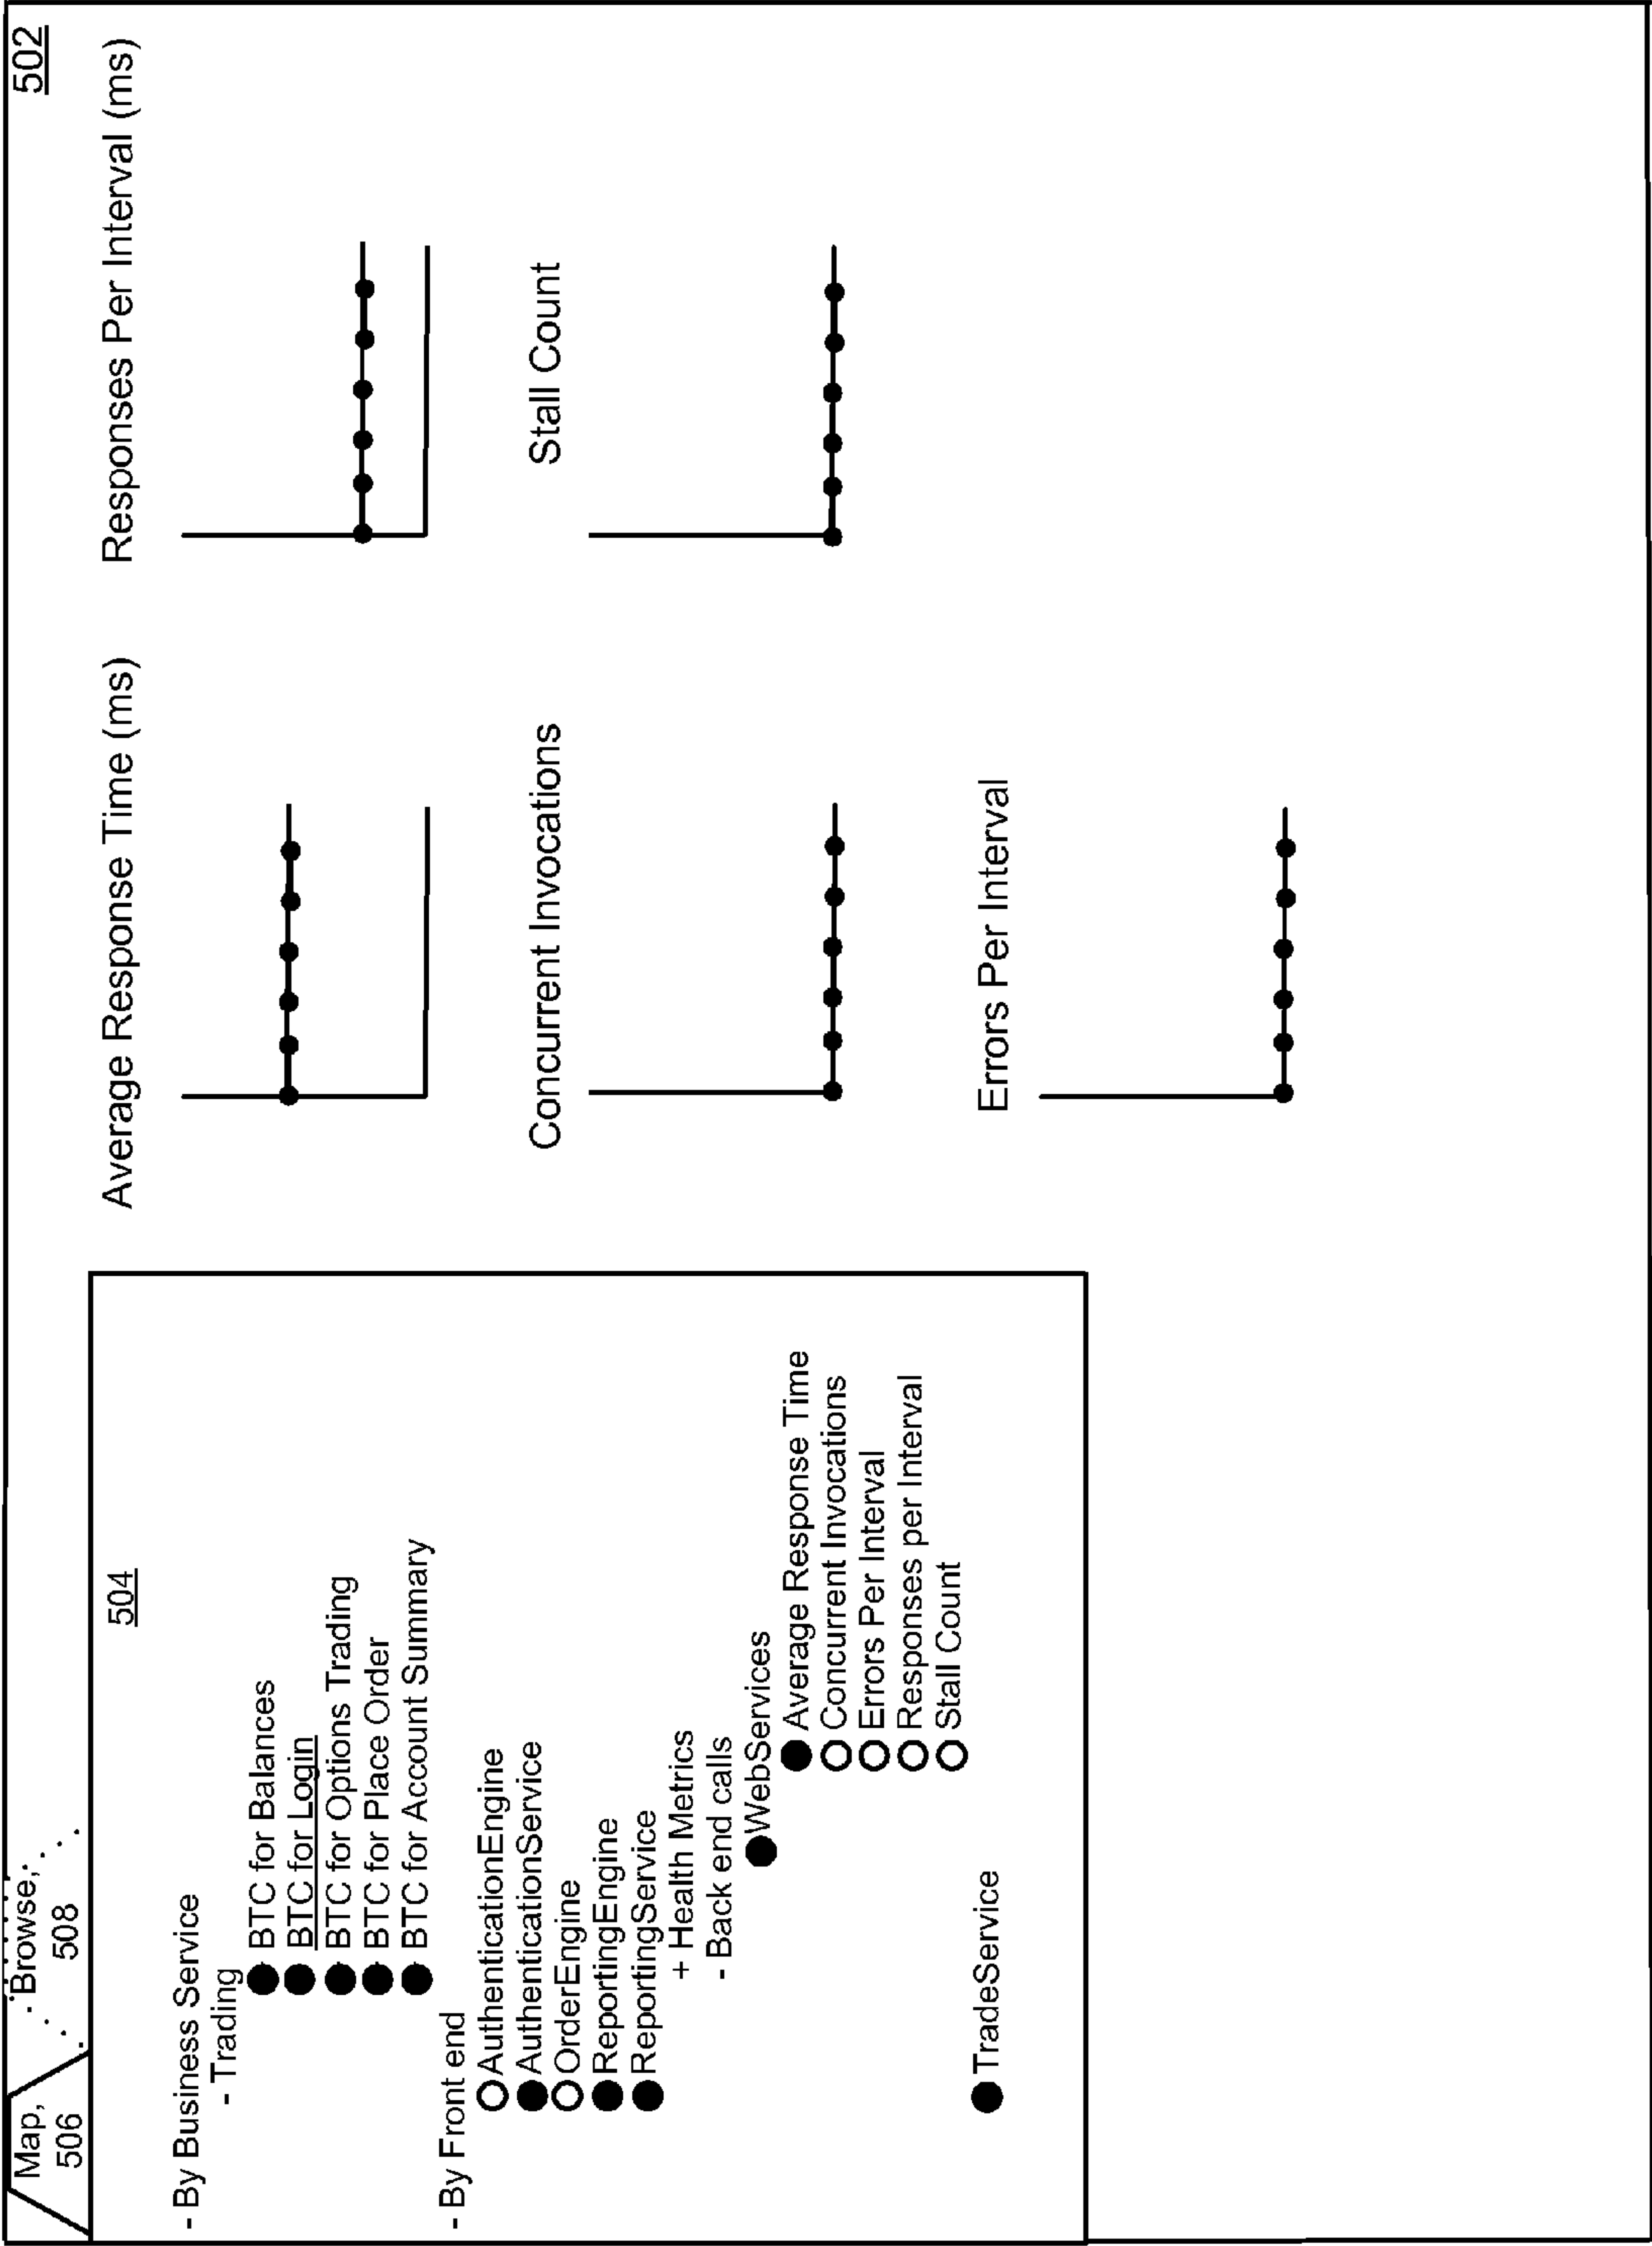 Map,
506
Browse,
508
502
504
- By Business Service
- Trading
BTC for Balances
BTC for Login
BTC for Options Trading
BTC for Place Order
BTC for Account Summary
- By Front end
AuthenticationEngine
AuthenticationService
OrderEngine
ReportingEngine
ReportingService
+ Health Metrics
- Back end calls
WebServices
Average Response Time
Concurrent Invocations
Errors Per Interval
Responses per Interval
Stall Count
TradeService
Average Response Time (ms)
Responses Per Interval (ms)
Concurrent Invocations
Stall Count
Errors Per Interval